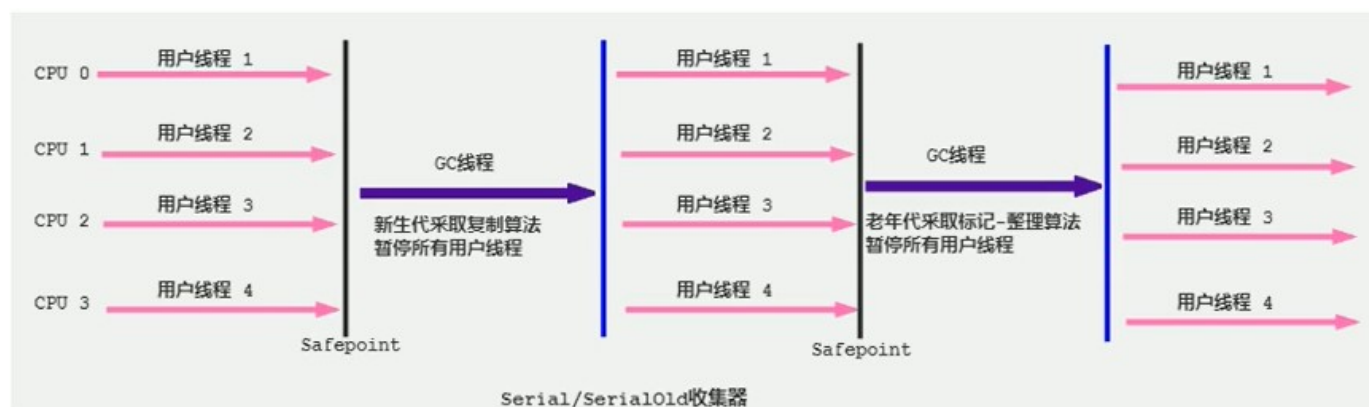 用户线程 1 用户线程 1 用户线程 1
CPU 0
用户线程 2 用户线程 2 用户线程 2
CPU 1
GC线程 GC线程
用户线程 3 用户线程 3 用户线程 3
CPU 2
新生代采取复制算法 老年代采取标记-整理算法
暂停所有用户线程 暂停所有用户线程
用户线程 4 用户线程 4 用户线程 4
CPU 3
Safepoint Safepoint
Serial/SerialOld收集器